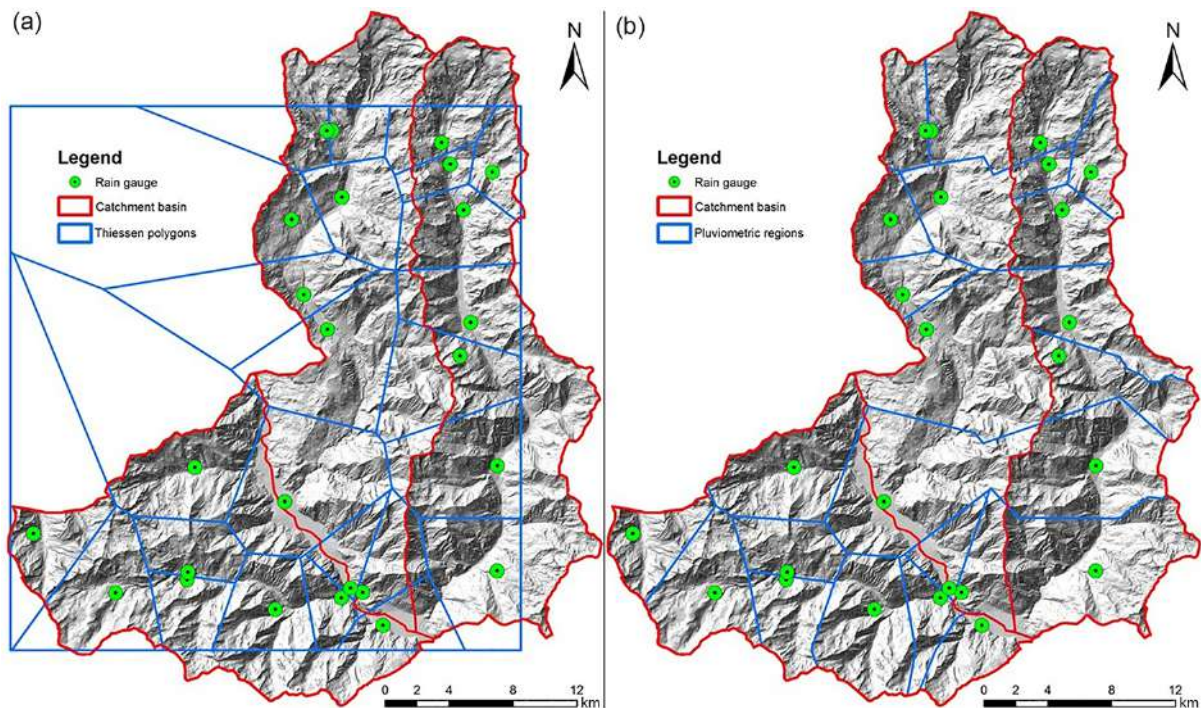 (a)
N
Legend
Rain gauge
Catchment basin
Thiessen polygons
0 2 4 8 12
km
(b)
N
Legend
Rain gauge
Catchment basin
Pluviometric regions
0 2 4 8 12
km